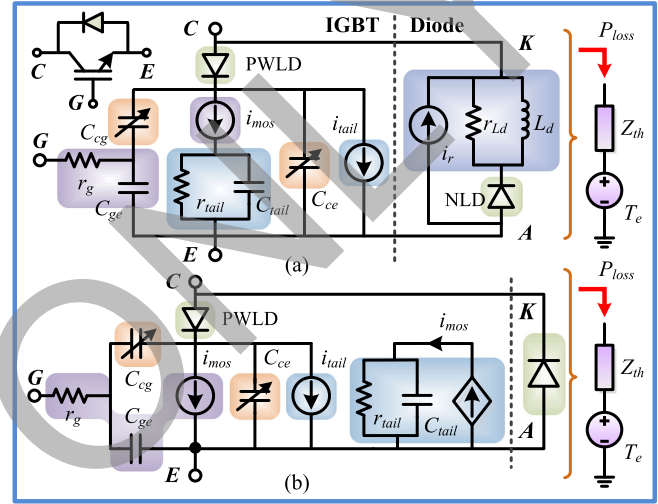 C
IGBT
Diode
P_loss
PWLD
K
C
E
G
C_cg
i_mos
i_tail
G
r_g
C_ge
r_tail
C_tail
C_ce
i_r
r_Ld
L_d
NLD
Z_th
T_e
E
A
(a)
C
PWLD
K
P_loss
i_mos
C_ce
i_tail
i_mos
G
C_cg
r_g
C_ge
r_tail
C_tail
Z_th
A
T_e
E
(b)